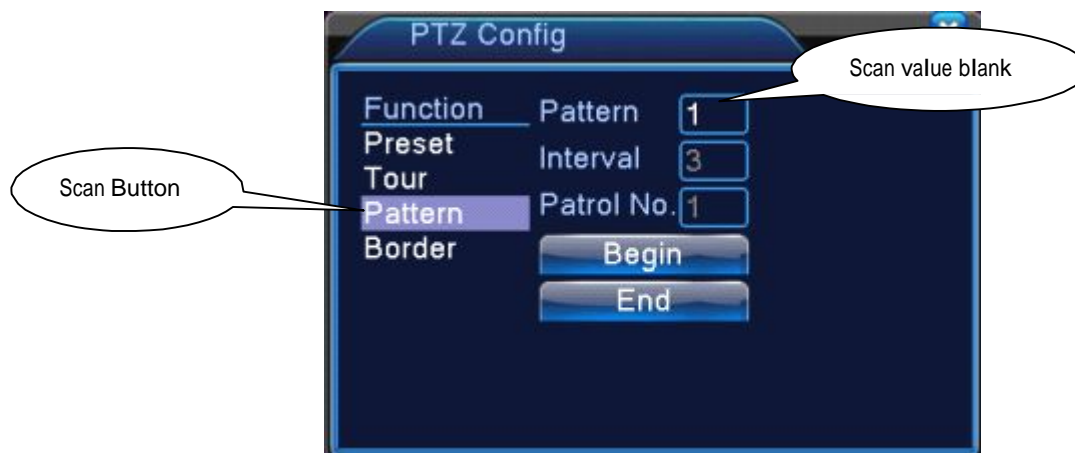 PTZ Config
Scan value blank
Function
Preset
Tour
Pattern
Border
Pattern 1
Interval 3
Patrol No. 1
Begin
End
Scan Button